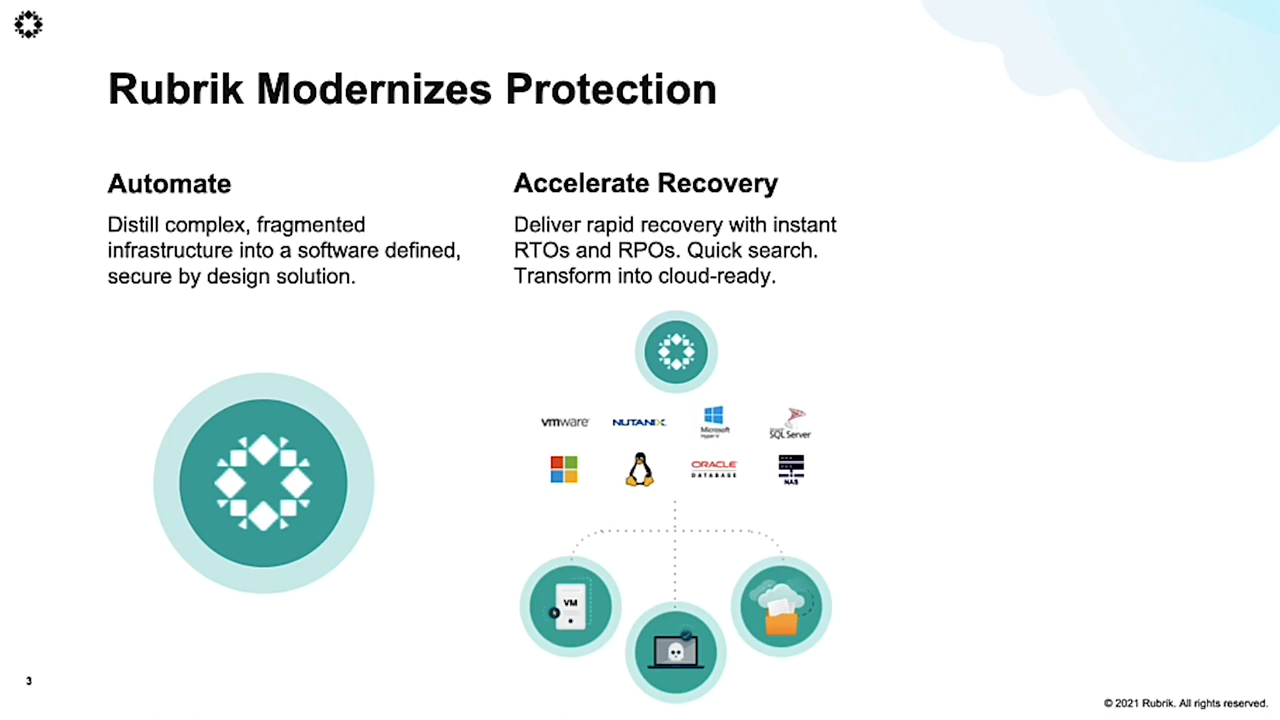 Rubrik Modernizes Protection
Automate
Distill complex, fragmented
infrastructure into a software defined,
secure by design solution.
Accelerate Recovery
Deliver rapid recovery with instant
RTOs and RPOs. Quick search.
Transform into cloud-ready.
vmware
NUTANIX
Microsoft
Hyper-V
Microsoft
SQL Server
ORACLE
DATABASE
NAS
VM
3
© 2021 Rubrik. All rights reserved.